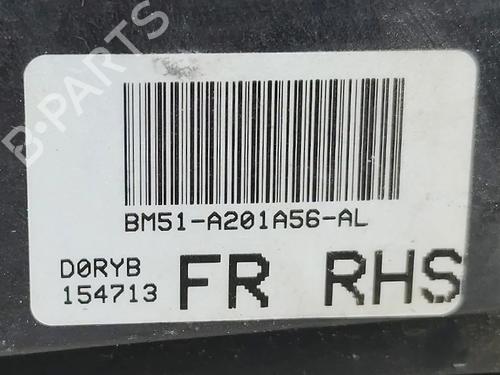 B-PARTS
BM51-A201A56-AL
D0RYB
154713
FR RHS